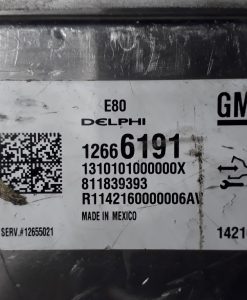 E80
GM
DELPHI
12666191
1310101000000X
811839393
R1142160000006AV
MADE IN MEXICO
SERV.#12655021
1421